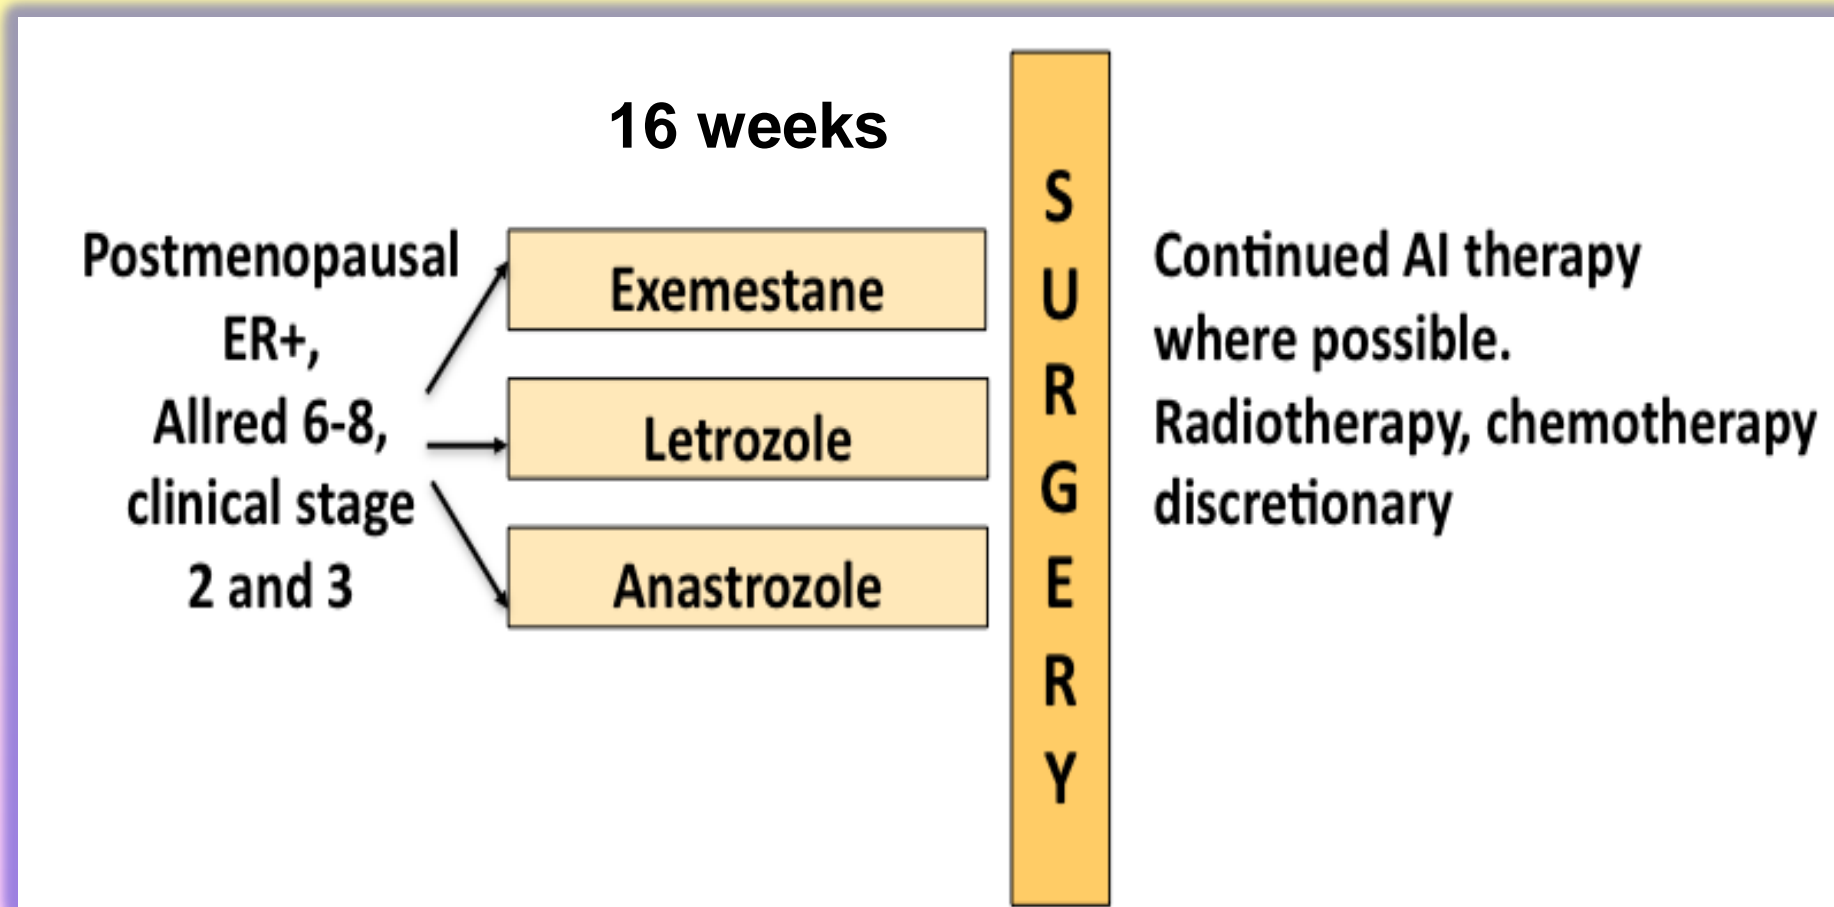 16 weeks
Postmenopausal
ER+,
Allred 6-8,
clinical stage
2 and 3
Exemestane
Letrozole
Anastrozole
S
U
R
G
E
R
Y
Continued AI therapy
where possible.
Radiotherapy, chemotherapy
discretionary